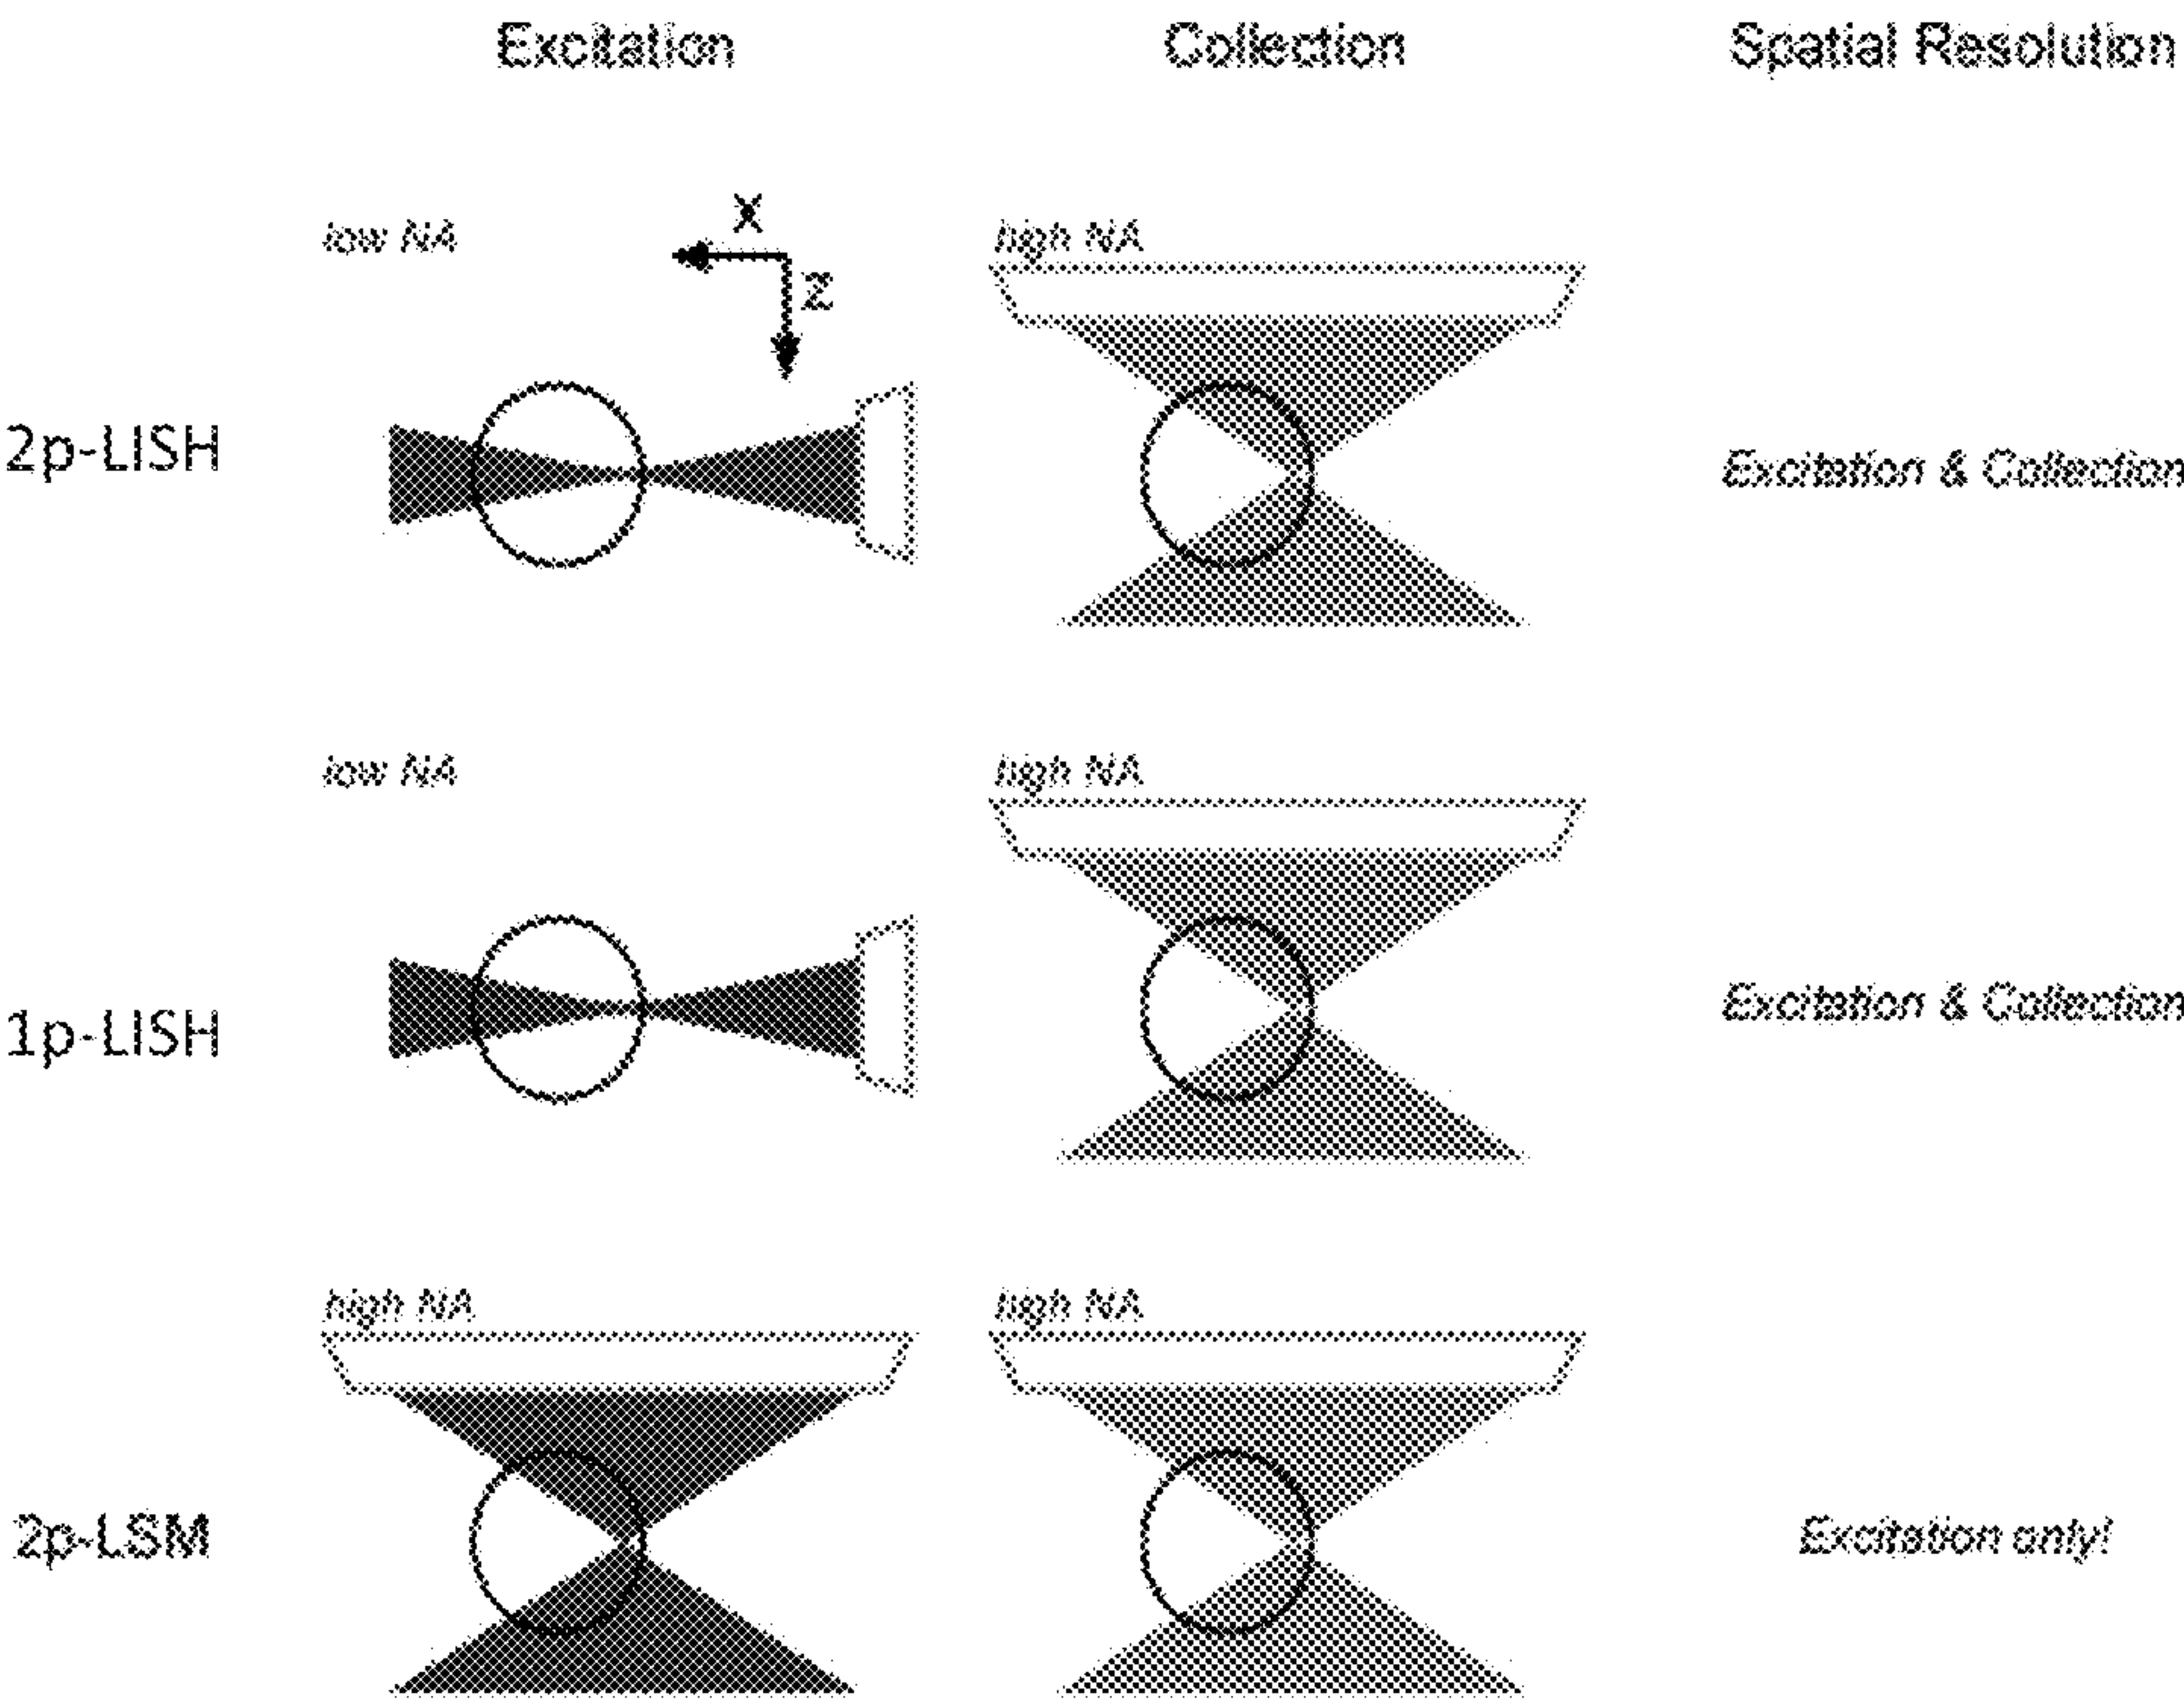 Excitation Collection Spatial Resolution
low NA X high NA
Z
2p-LISH Excitation & Collection
low NA high NA
1p-LISH Excitation & Collection
high NA high NA
2p-LSM Excitation only!